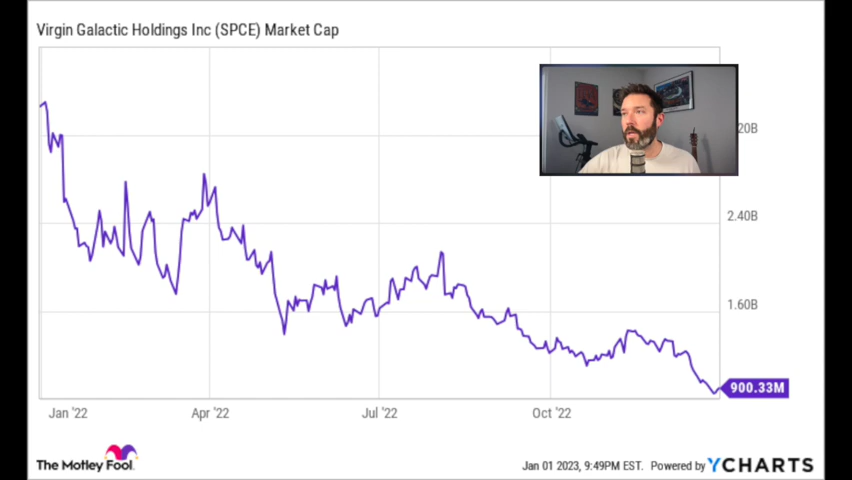 Virgin Galactic Holdings Inc (SPCE) Market Cap
20B
2.40B
1.60B
900.33M
Jan '22 Apr '22 Jul '22 Oct '22
The Motley Fool.
Jan 01 2023, 9:49PM EST. Powered by YCHARTS